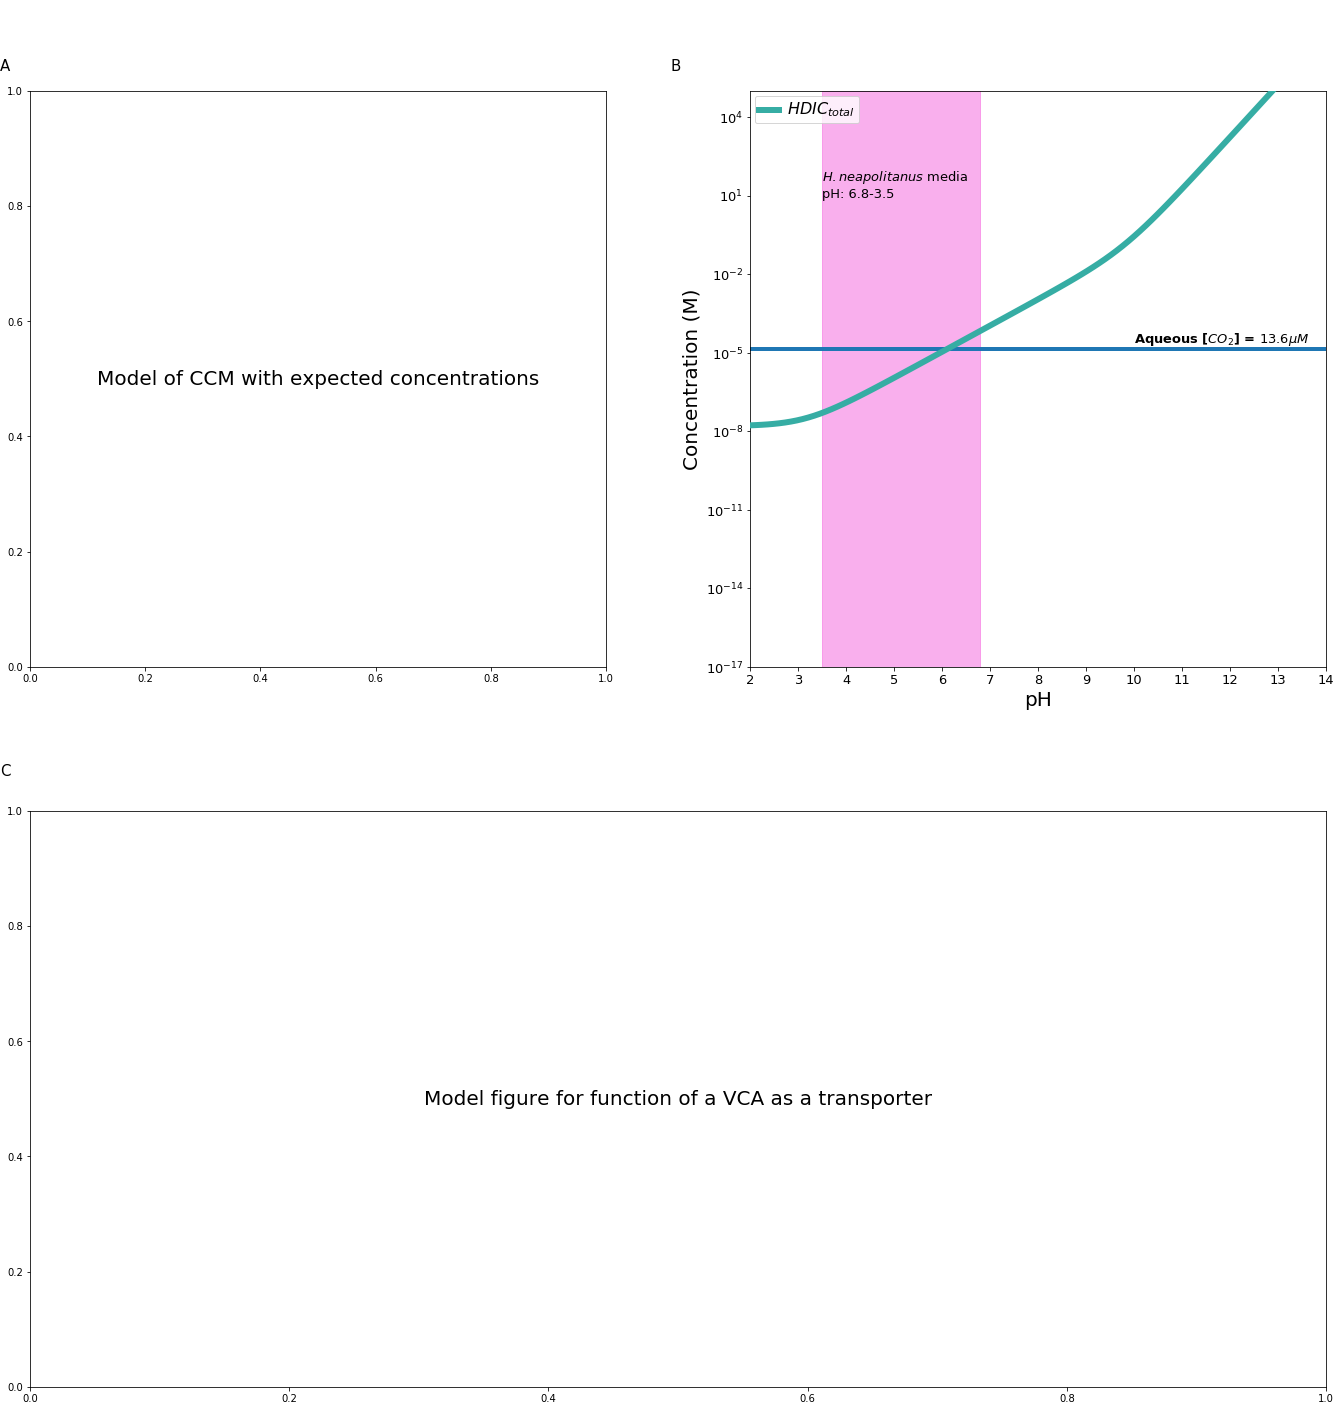 A
1.0
0.8
0.6
0.4
0.2
0.0
Model of CCM with expected concentrations
0.0 0.2 0.4 0.6 0.8 1.0
B
HDIC_total
H. neapolitanus media
pH: 6.8-3.5
Aqueous [CO₂] = 13.6μM
Concentration (M)
10⁴
10¹
10⁻²
10⁻⁵
10⁻⁸
10⁻¹¹
10⁻¹⁴
10⁻¹⁷
2 3 4 5 6 7 8 9 10 11 12 13 14
pH
C
1.0
0.8
0.6
0.4
0.2
0.0
Model figure for function of a VCA as a transporter
0.0 0.2 0.4 0.6 0.8 1.0